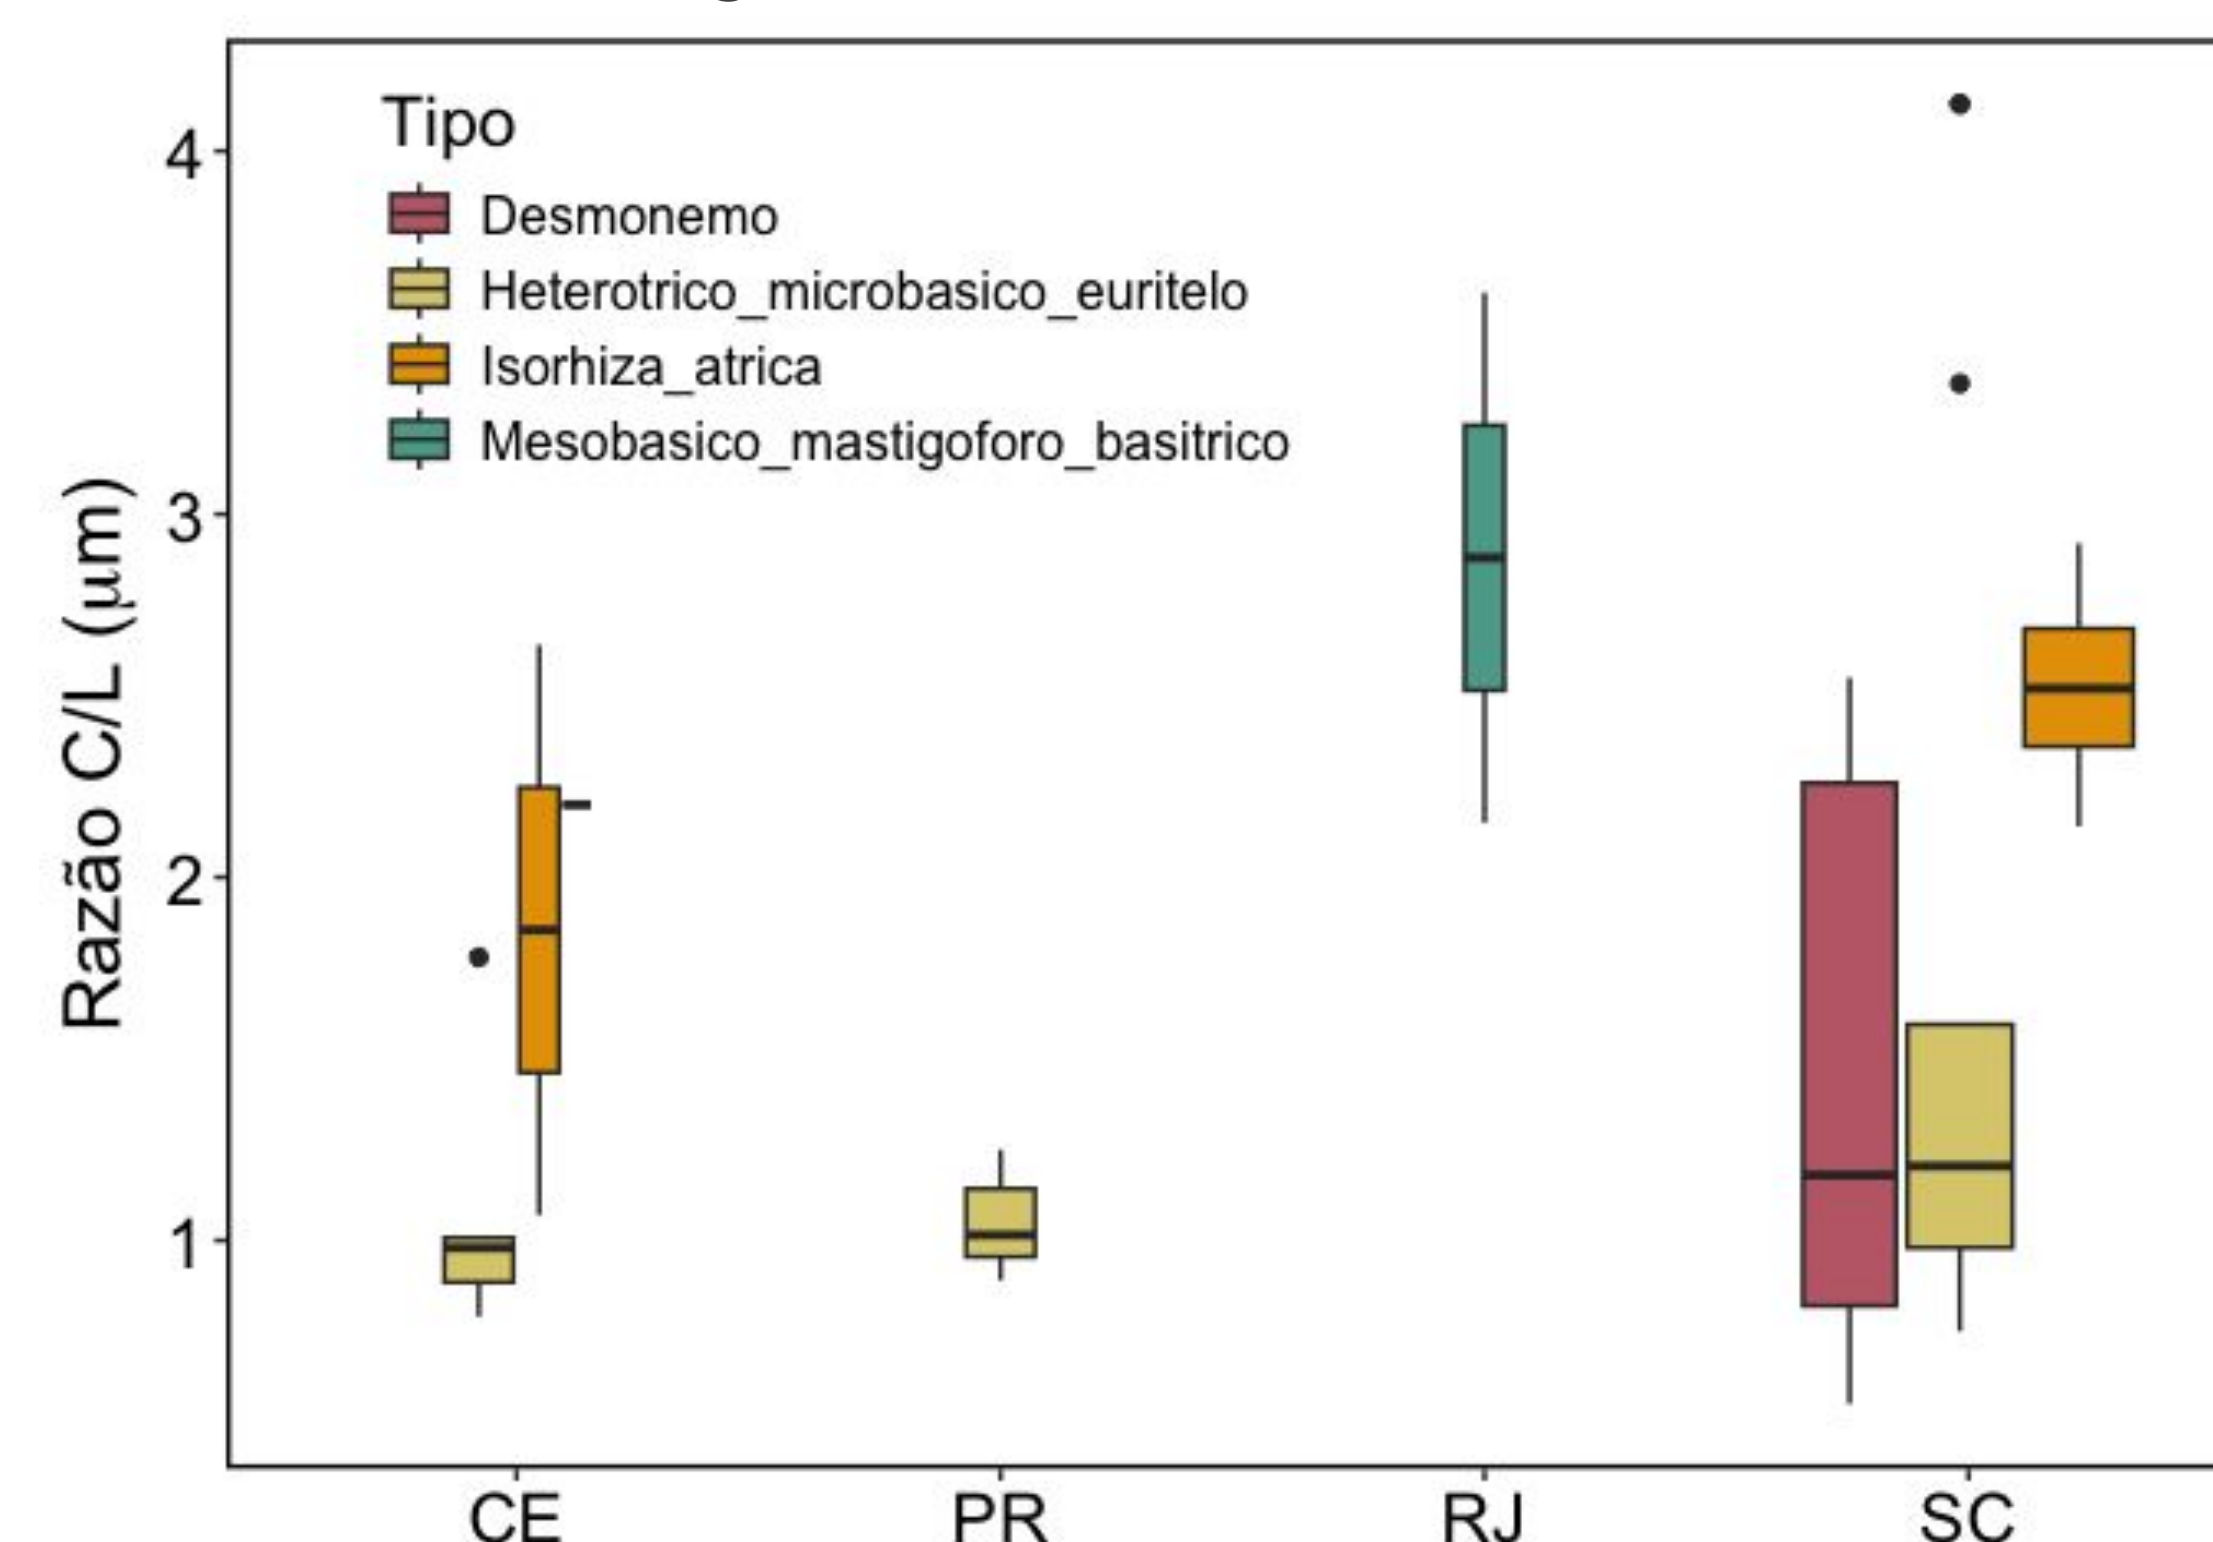 Tipo
Desmonemo
Heterotrico_microbasico_euritelo
Isorhiza_atrica
Mesobasico_mastigoforo_basitrico
Razão C/L (μm)
4
3
2
1
CE PR RJ SC